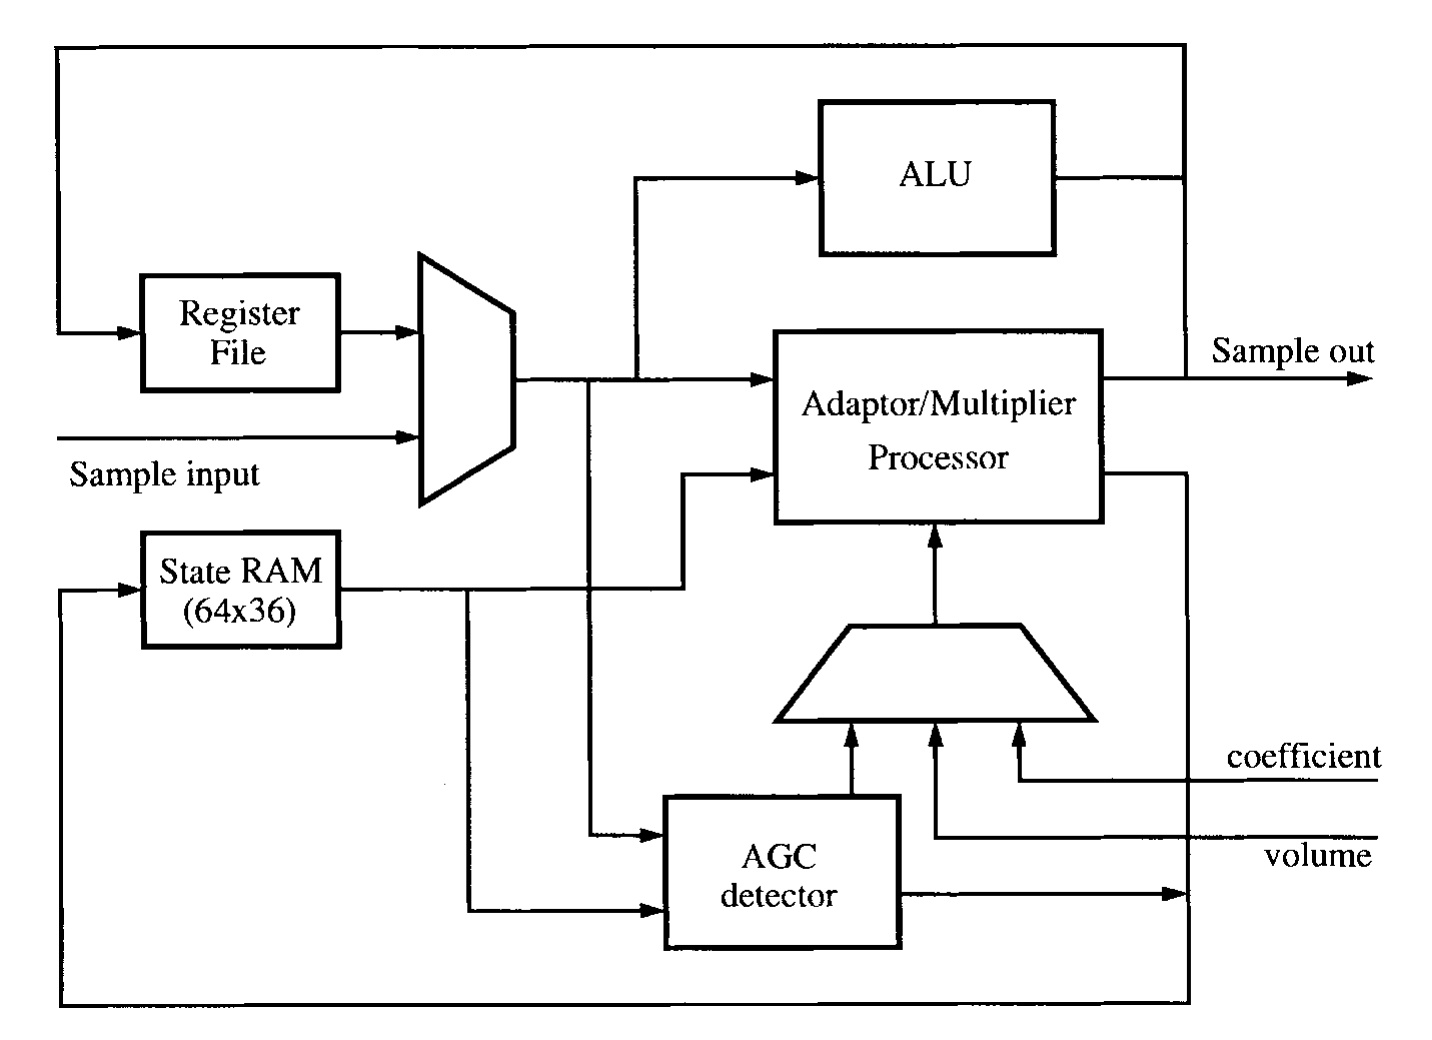 ALU
Register
File
Sample out
Adaptor/Multiplier
Processor
Sample input
State RAM
(64x36)
coefficient
volume
AGC
detector